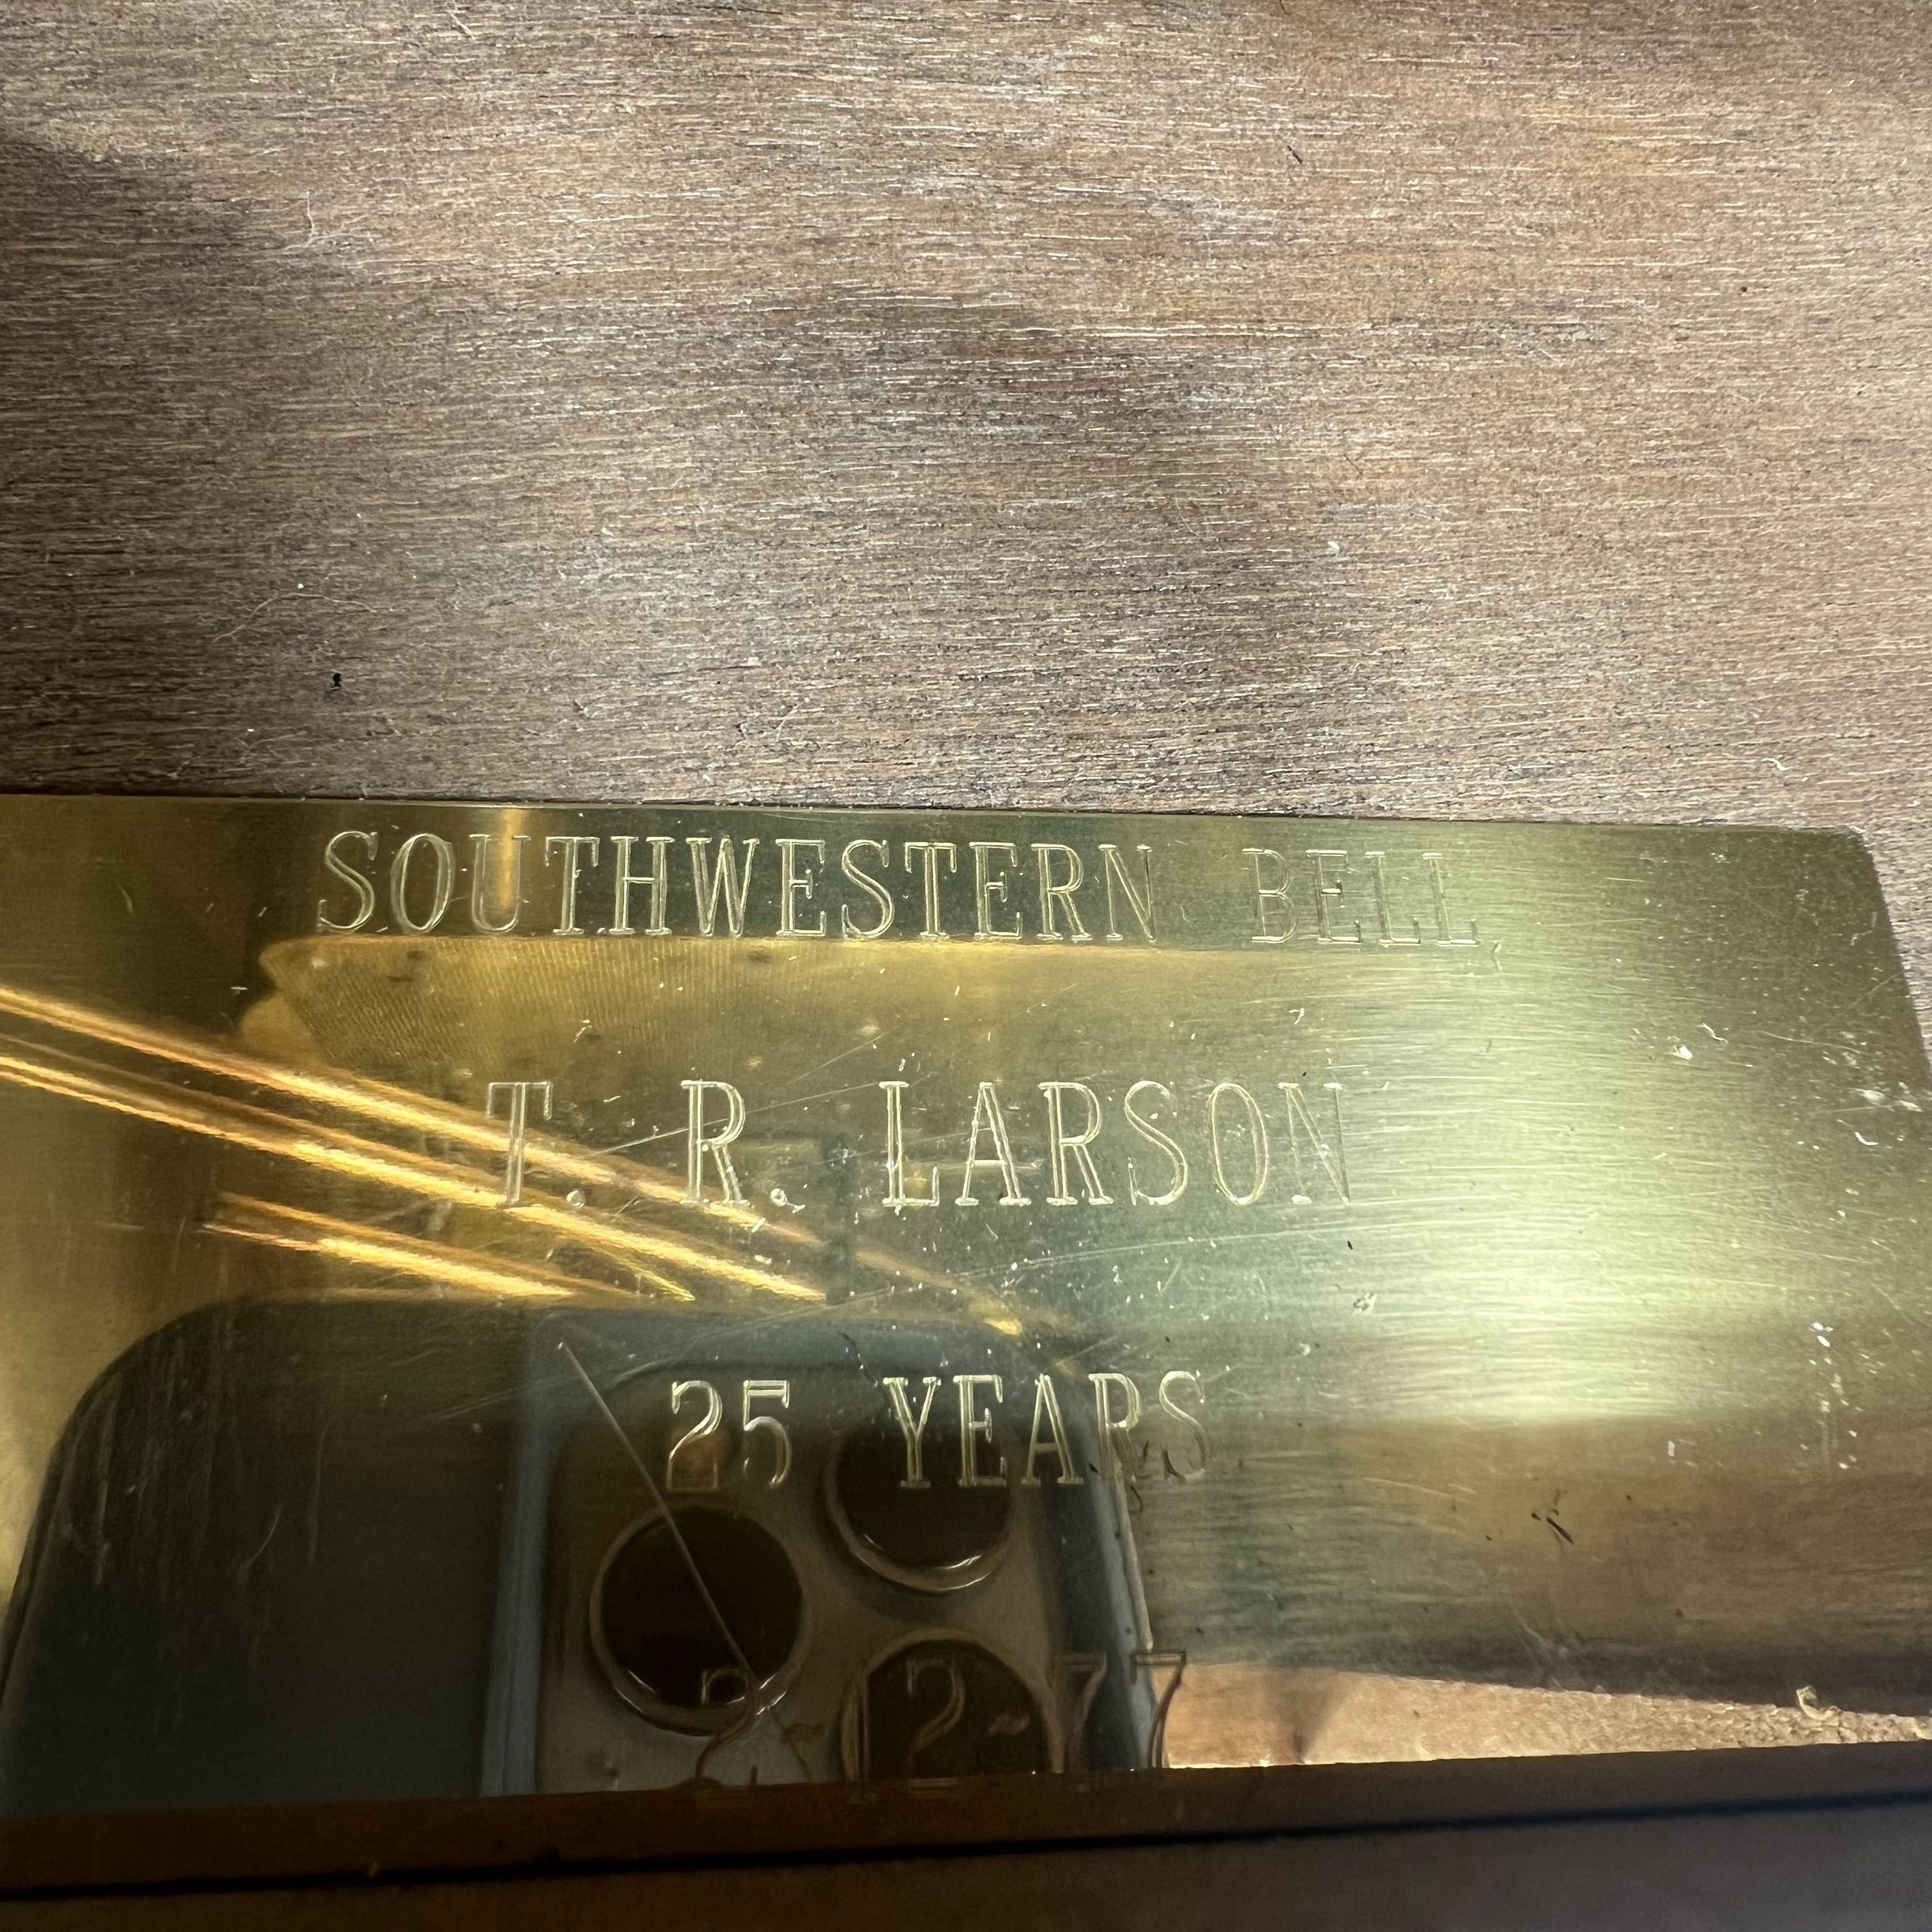 SOUTHWESTERN BELL
T. R. LARSON
25 YEARS